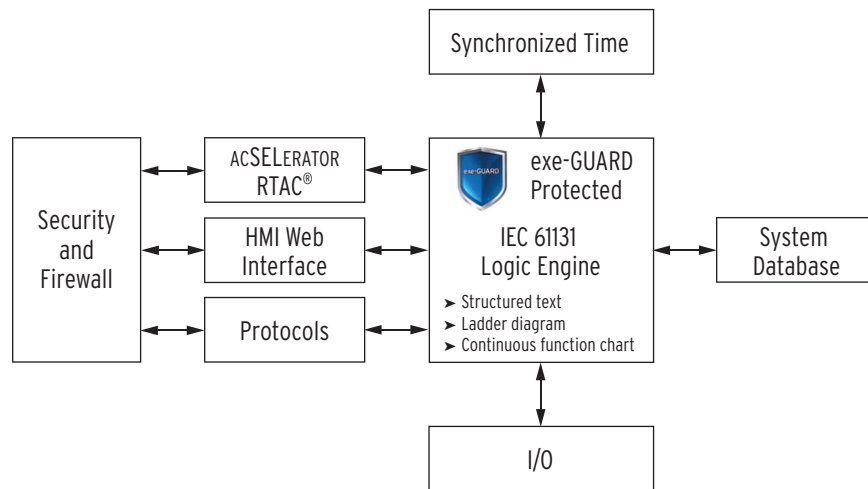 Synchronized Time
Security
and
Firewall
ACSELERATOR
RTAC®
HMI Web
Interface
Protocols
exe-GUARD
exe-GUARD
Protected
IEC 61131
Logic Engine
➤ Structured text
➤ Ladder diagram
➤ Continuous function chart
System
Database
I/O